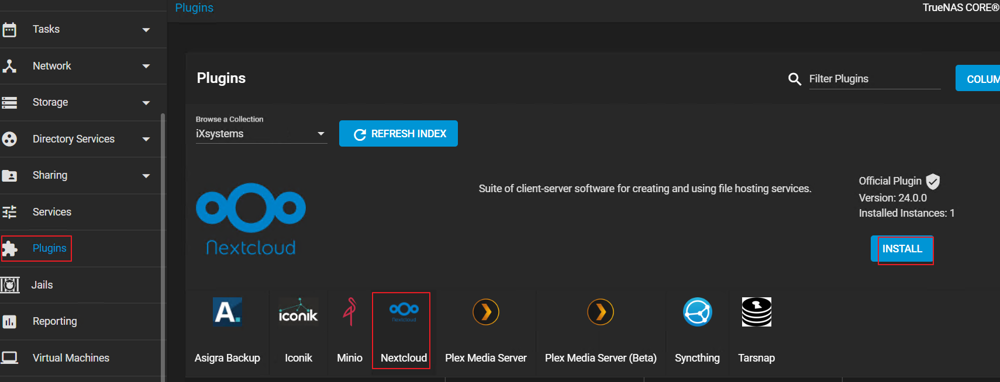 Plugins
TrueNAS CORE®
Tasks
Network
Storage
Directory Services
Sharing
Services
Plugins
Jails
Reporting
Virtual Machines
Plugins
Filter Plugins
COLUM
Browse a Collection
iXsystems
REFRESH INDEX
Nextcloud
Suite of client-server software for creating and using file hosting services.
Official Plugin
Version: 24.0.0
Installed Instances: 1
INSTALL
A.
iconik
Nextcloud
Asigra Backup
Iconik
Minio
Nextcloud
Plex Media Server
Plex Media Server (Beta)
Syncthing
Tarsnap